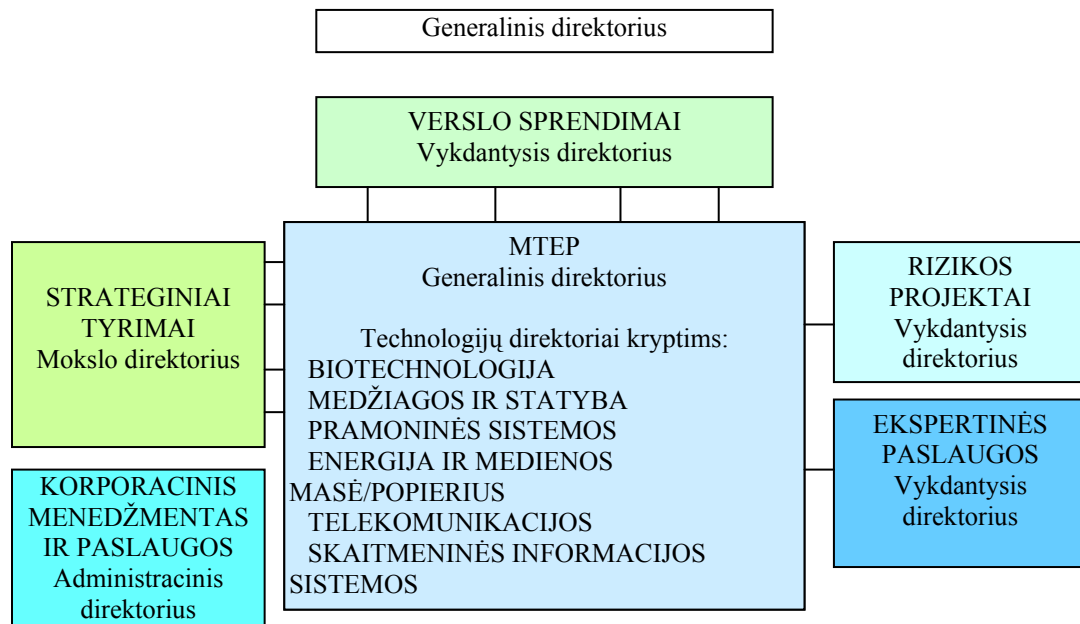 Generalinis direktorius
VERSLO SPRENDIMAI
Vykdantysis direktorius
STRATEGINIAI
TYRIMAI
Mokslo direktorius
KORPORACINIS
MENEDŽMENTAS
IR PASLAUGOS
Administracinis
direktorius
MTEP
Generalinis direktorius
Technologijų direktoriai kryptims:
BIOTECHNOLOGIJA
MEDŽIAGOS IR STATYBA
PRAMONINĖS SISTEMOS
ENERGIJA IR MEDIENOS
MASĖ/POPIERIUS
TELEKOMUNIKACIJOS
SKAITMENINĖS INFORMACIJOS
SISTEMOS
RIZIKOS
PROJEKTAI
Vykdantysis
direktorius
EKSPERTINĖS
PASLAUGOS
Vykdantysis
direktorius